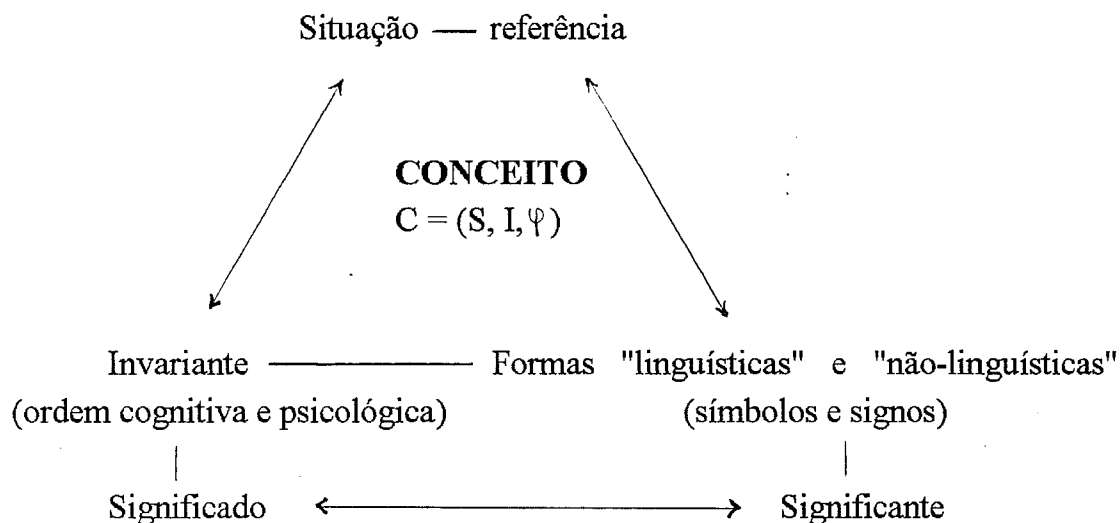 Situação — referência
CONCEITO
C = (S, I, φ)
Invariante — Formas "linguísticas" e "não-linguísticas"
(ordem cognitiva e psicológica) (símbolos e signos)
Significado Significante